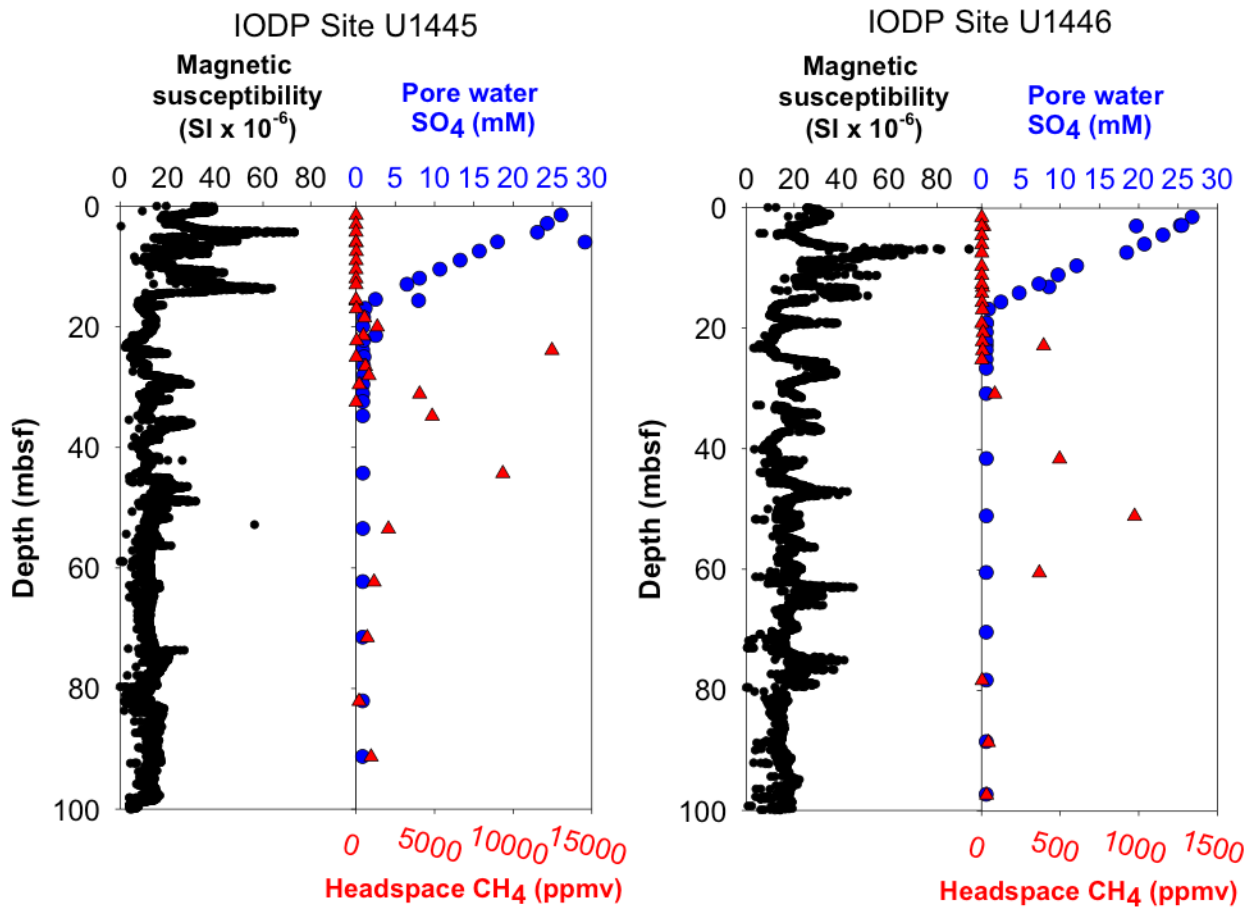 IODP Site U1445
Magnetic
susceptibility
(SI x 10-6)
Pore water
SO4 (mM)
0 20 40 60 80
0 5 10 15 20 25 30
0
20
40
60
80
100
Depth (mbsf)
0 5000 10000 15000
Headspace CH4 (ppmv)
IODP Site U1446
Magnetic
susceptibility
(SI x 10-6)
Pore water
SO4 (mM)
0 20 40 60 80
0 5 10 15 20 25 30
0
20
40
60
80
100
Depth (mbsf)
0 500 1000 1500
Headspace CH4 (ppmv)